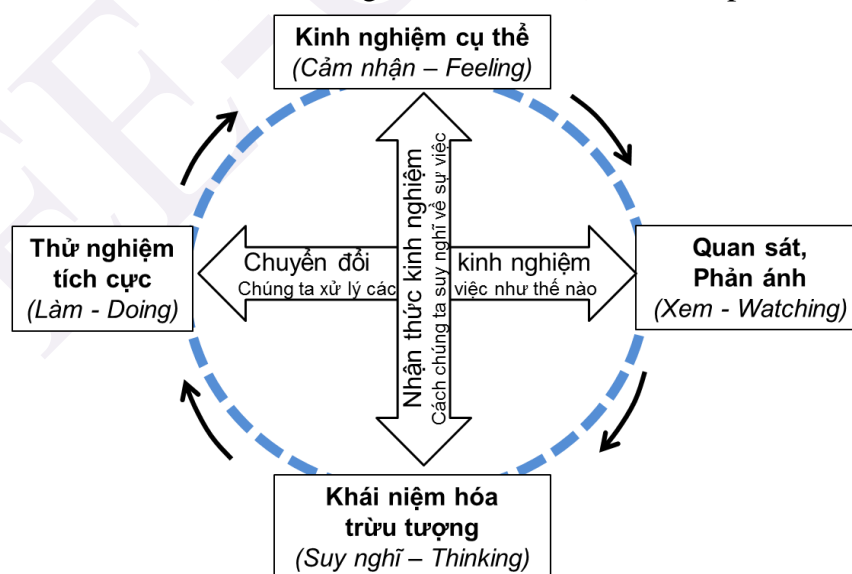 Kinh nghiệm cụ thể
(Cảm nhận – Feeling)
Thử nghiệm
tích cực
(Làm - Doing)
Chuyển đổi kinh nghiệm
Chúng ta xử lý các việc như thế nào
Nhận thức kinh nghiệm
Cách chúng ta suy nghĩ về sự việc
Quan sát,
Phản ánh
(Xem - Watching)
Khái niệm hóa
trừu tượng
(Suy nghĩ – Thinking)